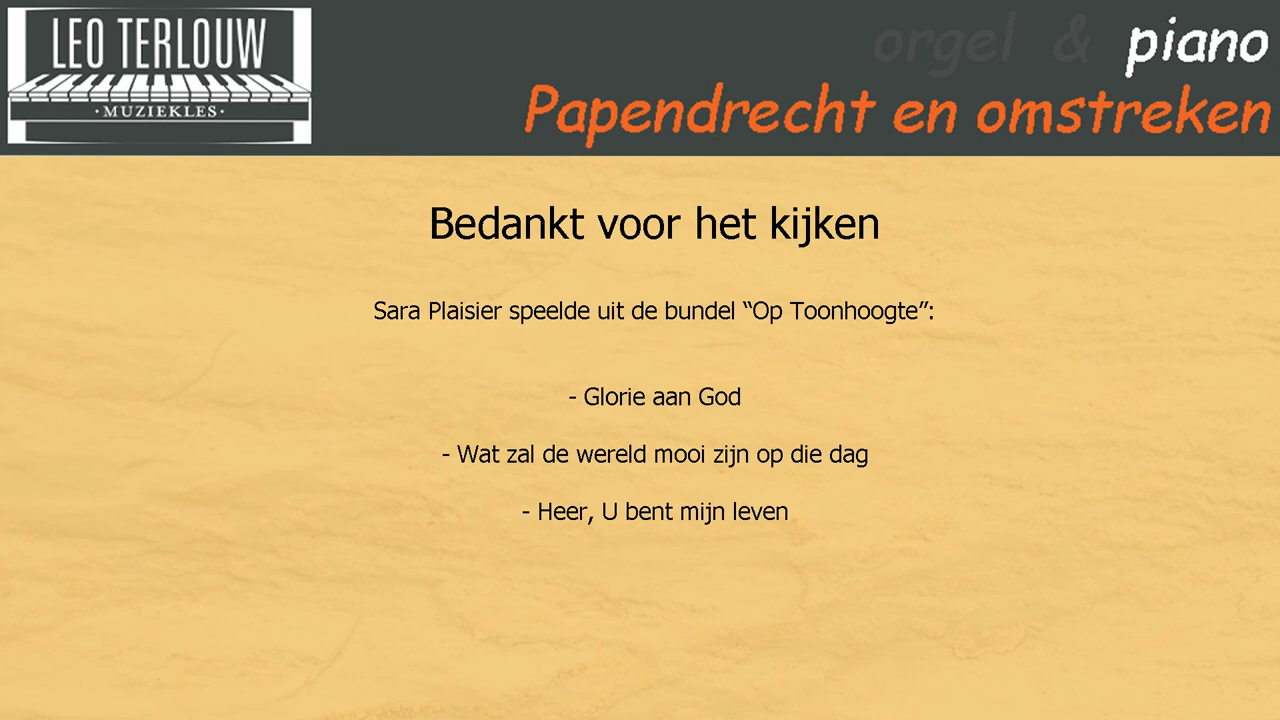 LEO TERLOUW
·MUZIEKLES·
orgel & piano
Papendrecht en omstreken
Bedankt voor het kijken
Sara Plaisier speelde uit de bundel “Op Toonhoogte”:
- Glorie aan God
- Wat zal de wereld mooi zijn op die dag
- Heer, U bent mijn leven